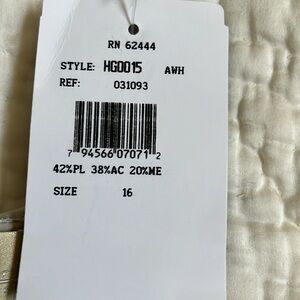 RN 62444
STYLE: HG0015 AWH
REF: 031093
7 94566 07071 2
42%PL 38%AC 20%ME
SIZE 16